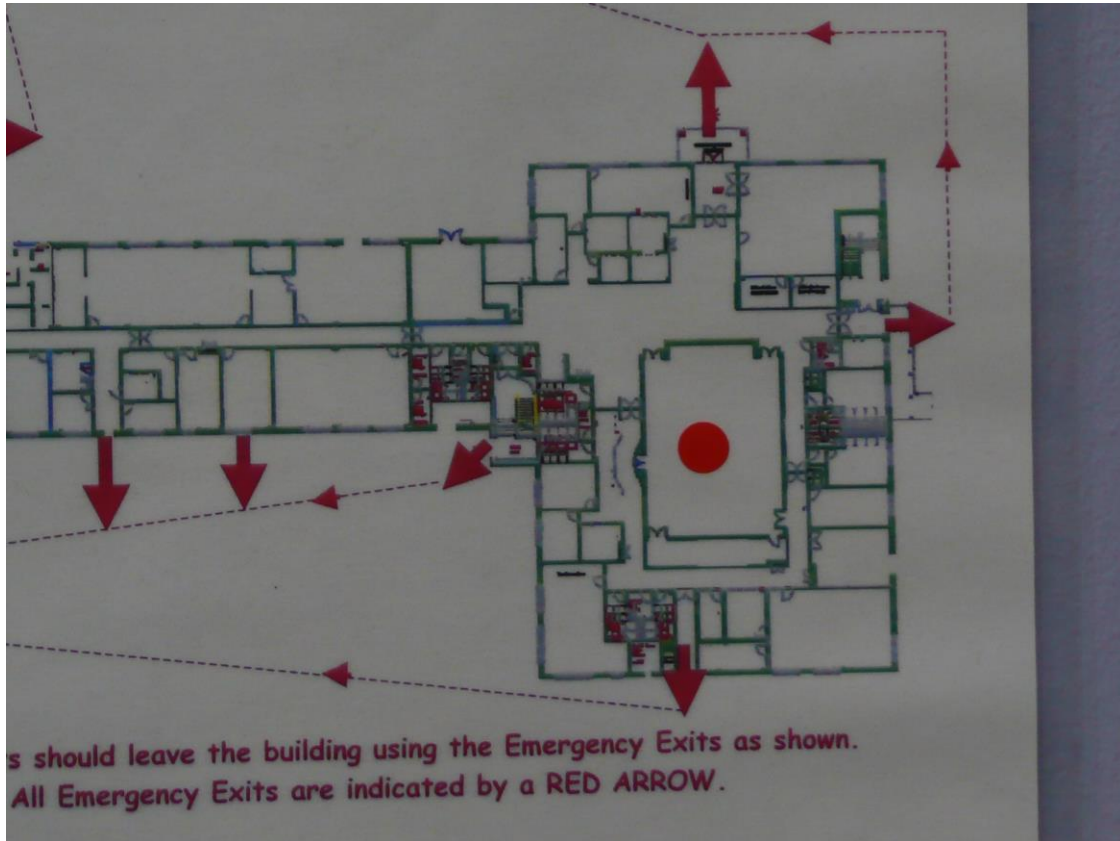 s should leave the building using the Emergency Exits as shown.
All Emergency Exits are indicated by a RED ARROW.